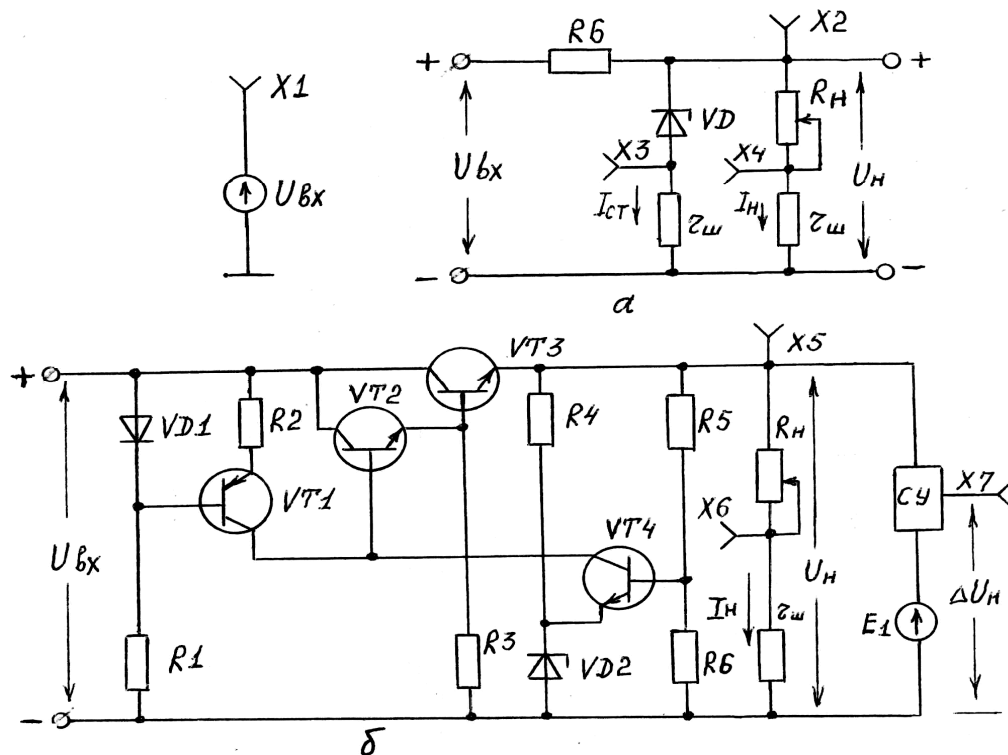 X1
Uвх
R б
X2
+
+
VD
Rн
X3
X4
Uвх
Iст
rш
Iн
rш
Uн
-
-
а
X5
+
VT3
VT2
VD1
R2
R4
R5
Rн
VT1
X6
СУ
X7
VT4
Uвх
Uн
Iн
rш
E1
ΔUн
R1
R3
VD2
R6
-
б